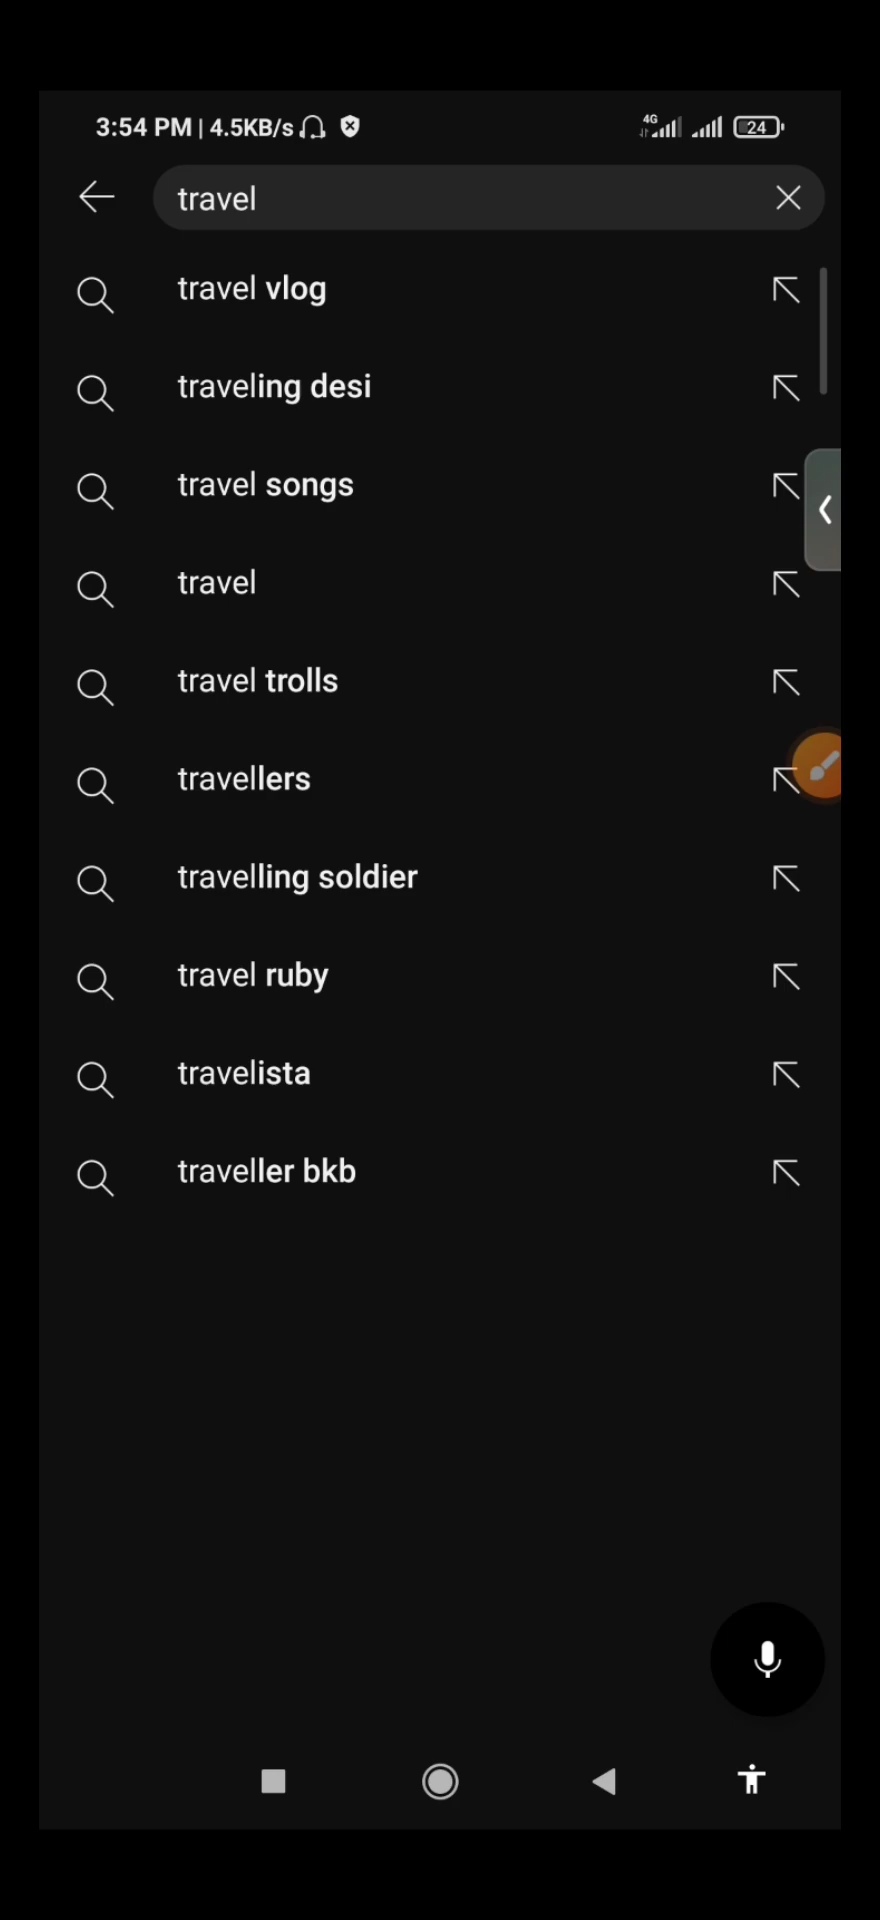 3:54 PM | 4.5KB/s 4G 24
travel
travel vlog
traveling desi
travel songs
travel
travel trolls
travellers
travelling soldier
travel ruby
travelista
traveller bkb